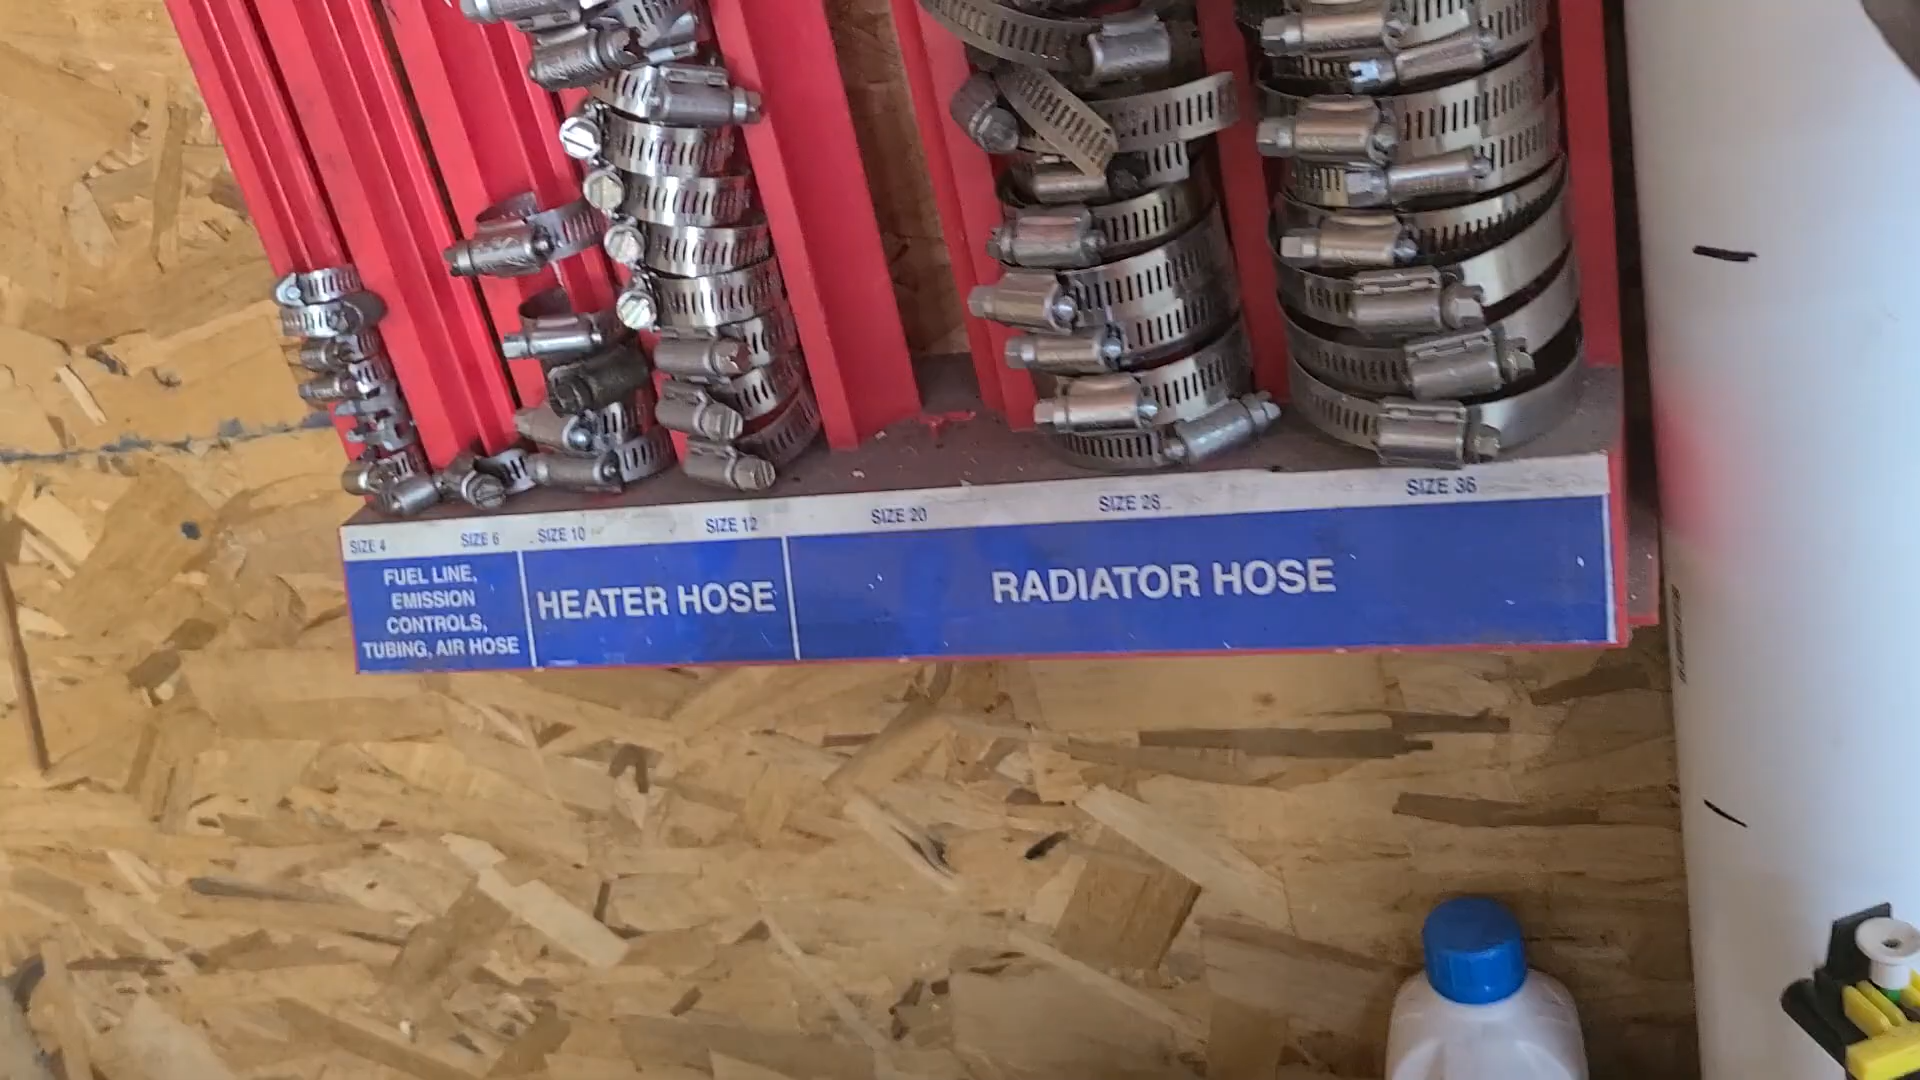 SIZE 4 SIZE 6 SIZE 10 SIZE 12 SIZE 20 SIZE 28 SIZE 36
FUEL LINE,
EMISSION
CONTROLS,
TUBING, AIR HOSE
HEATER HOSE
RADIATOR HOSE